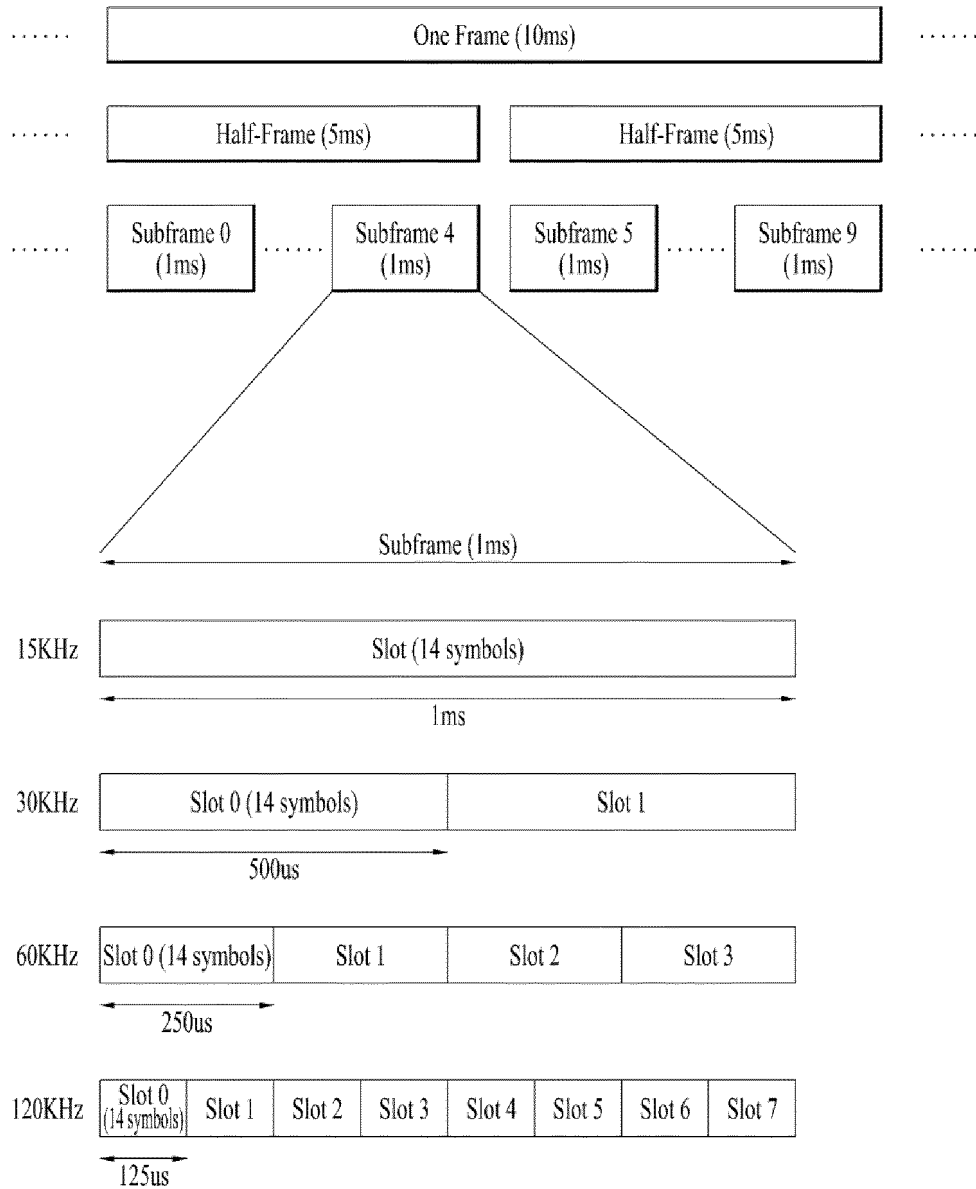 ...... One Frame (10ms) ......
...... Half-Frame (5ms) Half-Frame (5ms) ......
...... Subframe 0 ...... Subframe 4 Subframe 5 ...... Subframe 9 ......
(1ms) (1ms) (1ms) (1ms)
Subframe (1ms)
15KHz Slot (14 symbols)
1ms
30KHz Slot 0 (14 symbols) Slot 1
500us
60KHz Slot 0 (14 symbols) Slot 1 Slot 2 Slot 3
250us
120KHz Slot 0 (14 symbols) Slot 1 Slot 2 Slot 3 Slot 4 Slot 5 Slot 6 Slot 7
125us